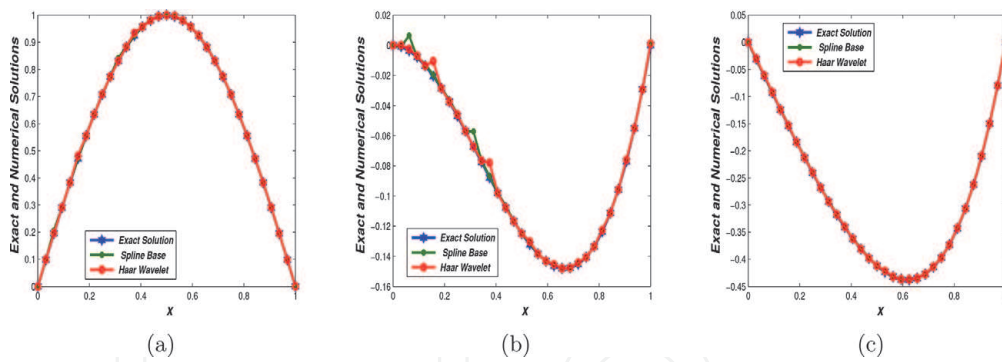 Exact and Numerical Solutions
1
0.9
0.8
0.7
0.6
0.5
0.4
0.3
0.2
0.1
0
Exact Solution
Spline Base
Haar Wavelet
0 0.2 0.4 0.6 0.8 1
X
(a)
Exact and Numerical Solutions
0.02
0
−0.02
−0.04
−0.06
−0.08
−0.1
−0.12
−0.14
−0.16
Exact Solution
Spline Base
Haar Wavelet
0 0.2 0.4 0.6 0.8 1
X
(b)
Exact and Numerical Solutions
0.05
0
−0.05
−0.1
−0.15
−0.2
−0.25
−0.3
−0.35
−0.4
−0.45
Exact Solution
Spline Base
Haar Wavelet
0 0.2 0.4 0.6 0.8
X
(c)